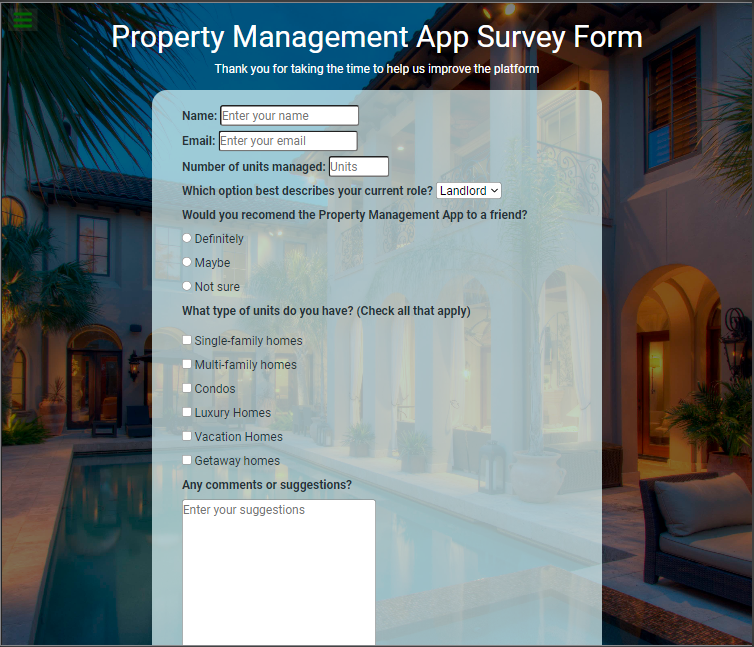 Property Management App Survey Form
Thank you for taking the time to help us improve the platform
Name: Enter your name
Email: Enter your email
Number of units managed: Units
Which option best describes your current role? Landlord
Would you recomend the Property Management App to a friend?
Definitely
Maybe
Not sure
What type of units do you have? (Check all that apply)
Single-family homes
Multi-family homes
Condos
Luxury Homes
Vacation Homes
Getaway homes
Any comments or suggestions?
Enter your suggestions